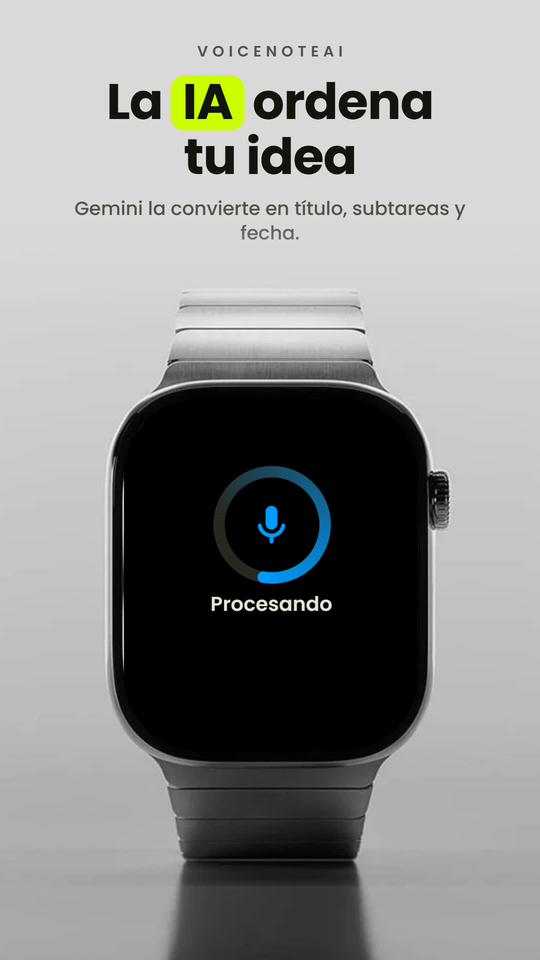 VOICENOTEAI
La IA ordena
tu idea
Gemini la convierte en título, subtareas y
fecha.
Procesando